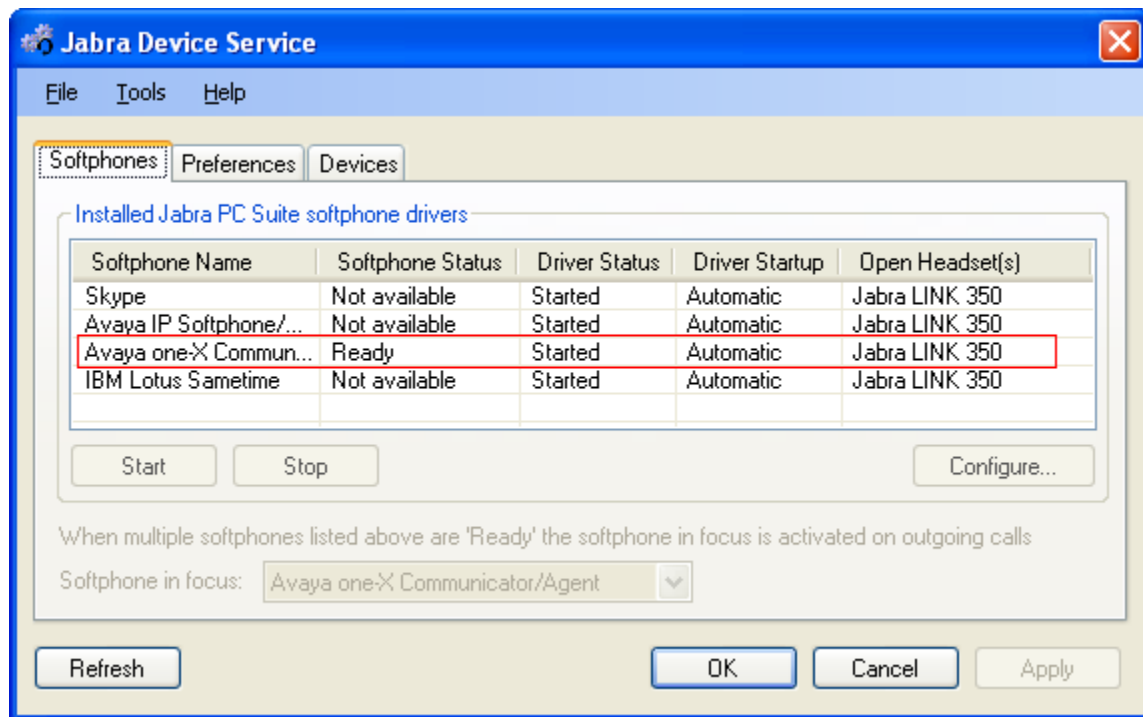 Jabra Device Service
File Tools Help
Softphones Preferences Devices
Installed Jabra PC Suite softphone drivers
Softphone Name Softphone Status Driver Status Driver Startup Open Headset(s)
Skype Not available Started Automatic Jabra LINK 350
Avaya IP Softphone/... Not available Started Automatic Jabra LINK 350
Avaya one-X Commun... Ready Started Automatic Jabra LINK 350
IBM Lotus Sametime Not available Started Automatic Jabra LINK 350
Start Stop Configure...
When multiple softphones listed above are 'Ready' the softphone in focus is activated on outgoing calls
Softphone in focus: Avaya one-X Communicator/Agent
Refresh OK Cancel Apply